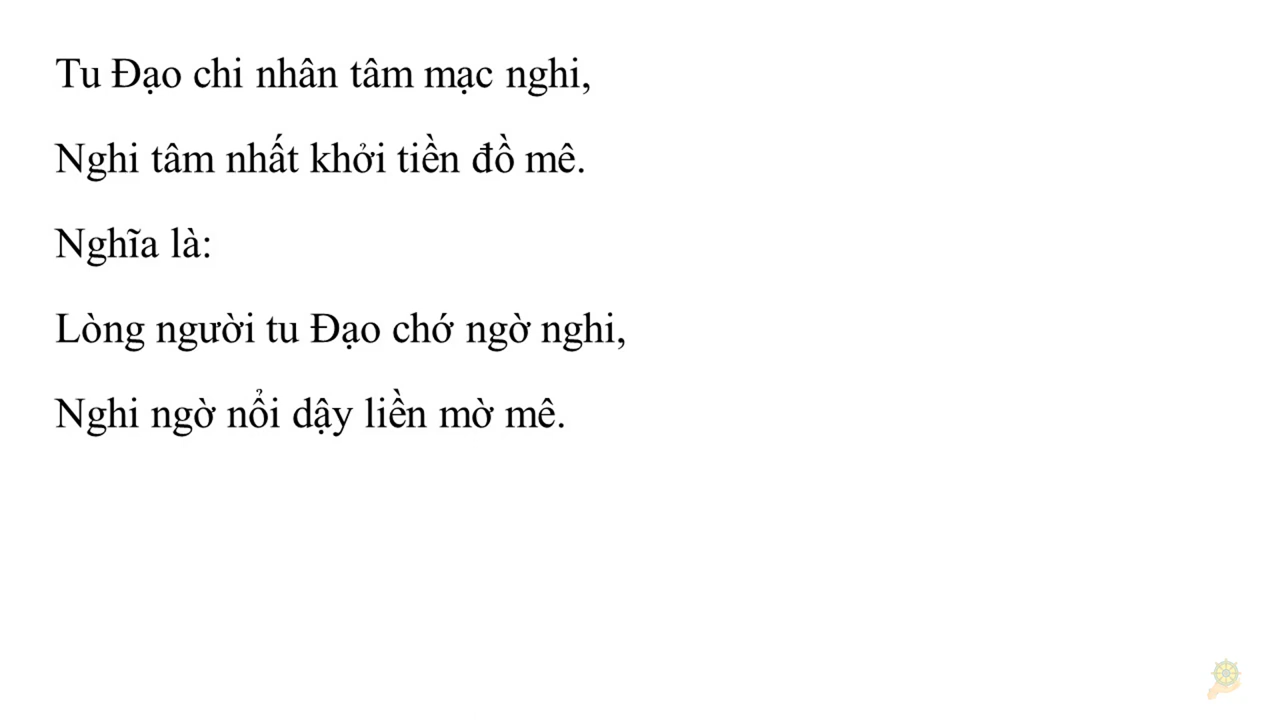 Tu Đạo chi nhân tâm mạc nghi,
Nghi tâm nhất khởi tiền đồ mê.
Nghĩa là:
Lòng người tu Đạo chớ ngờ nghi,
Nghi ngờ nổi dậy liền mờ mê.